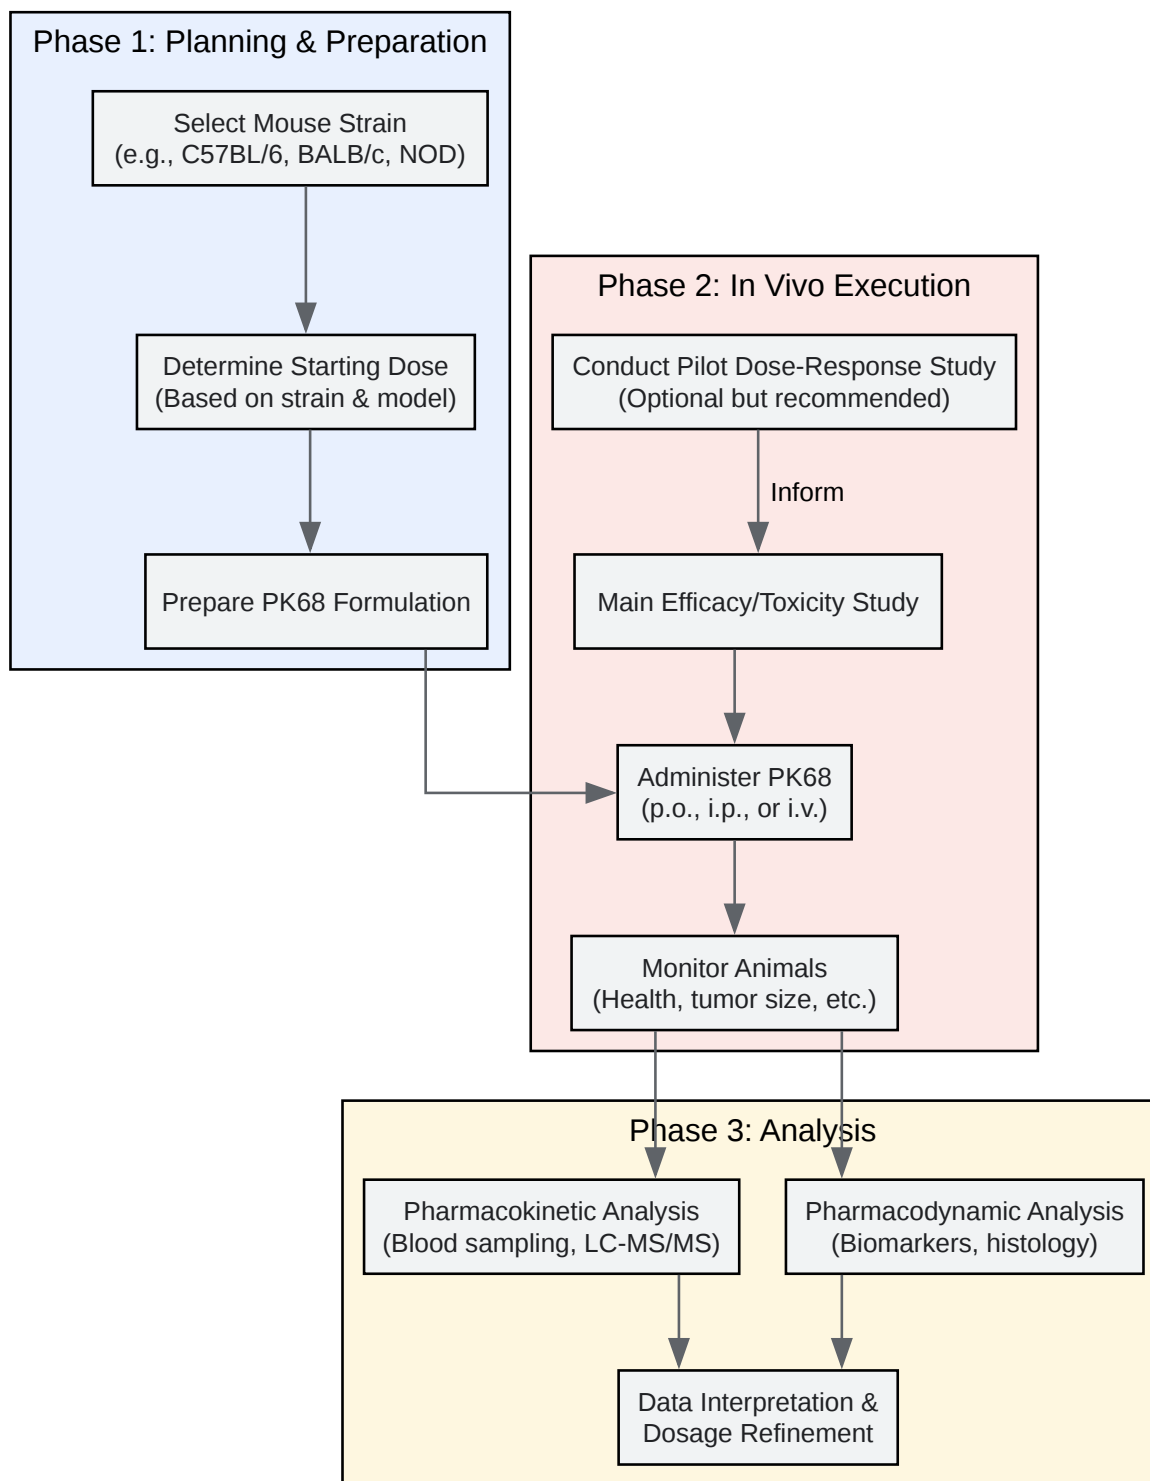 Phase 1: Planning & Preparation
Select Mouse Strain
(e.g., C57BL/6, BALB/c, NOD)
Determine Starting Dose
(Based on strain & model)
Prepare PK68 Formulation
Phase 2: In Vivo Execution
Conduct Pilot Dose-Response Study
(Optional but recommended)
Inform
Main Efficacy/Toxicity Study
Administer PK68
(p.o., i.p., or i.v.)
Monitor Animals
(Health, tumor size, etc.)
Phase 3: Analysis
Pharmacokinetic Analysis
(Blood sampling, LC-MS/MS)
Pharmacodynamic Analysis
(Biomarkers, histology)
Data Interpretation &
Dosage Refinement